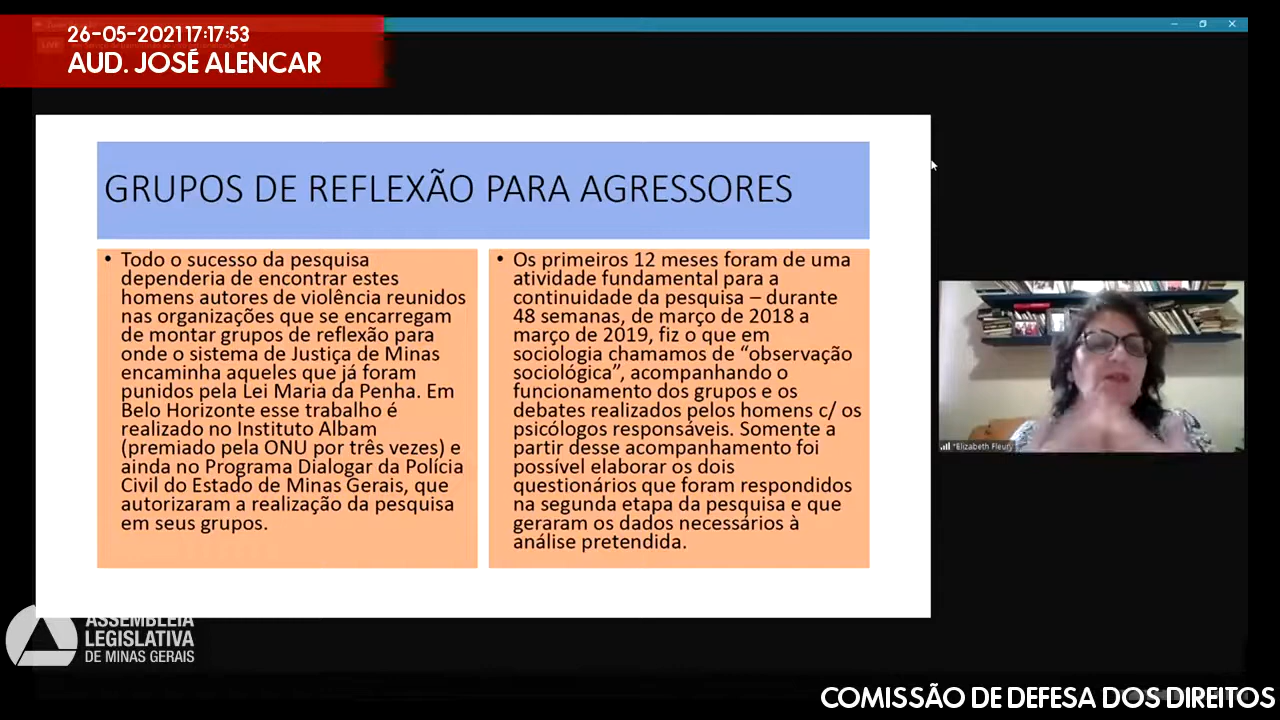 26-05-2021 17:17:53
AUD. JOSÉ ALENCAR
GRUPOS DE REFLEXÃO PARA AGRESSORES
• Todo o sucesso da pesquisa
dependeria de encontrar estes
homens autores de violência reunidos
nas organizações que se encarregam
de montar grupos de reflexão para
onde o sistema de Justiça de Minas
encaminha aqueles que já foram
punidos pela Lei Maria da Penha. Em
Belo Horizonte esse trabalho é
realizado no Instituto Albam
(premiado pela ONU por três vezes) e
ainda no Programa Dialogar da Polícia
Civil do Estado de Minas Gerais, que
autorizaram a realização da pesquisa
em seus grupos.
• Os primeiros 12 meses foram de uma
atividade fundamental para a
continuidade da pesquisa – durante
48 semanas, de março de 2018 a
março de 2019, fiz o que em
sociologia chamamos de “observação
sociológica”, acompanhando o
funcionamento dos grupos e os
debates realizados pelos homens c/ os
psicólogos responsáveis. Somente a
partir desse acompanhamento foi
possível elaborar os dois
questionários que foram respondidos
na segunda etapa da pesquisa e que
geraram os dados necessários à
análise pretendida.
*Elizabeth Fleury
ASSEMBLEIA
LEGISLATIVA
DE MINAS GERAIS
COMISSÃO DE DEFESA DOS DIREITOS